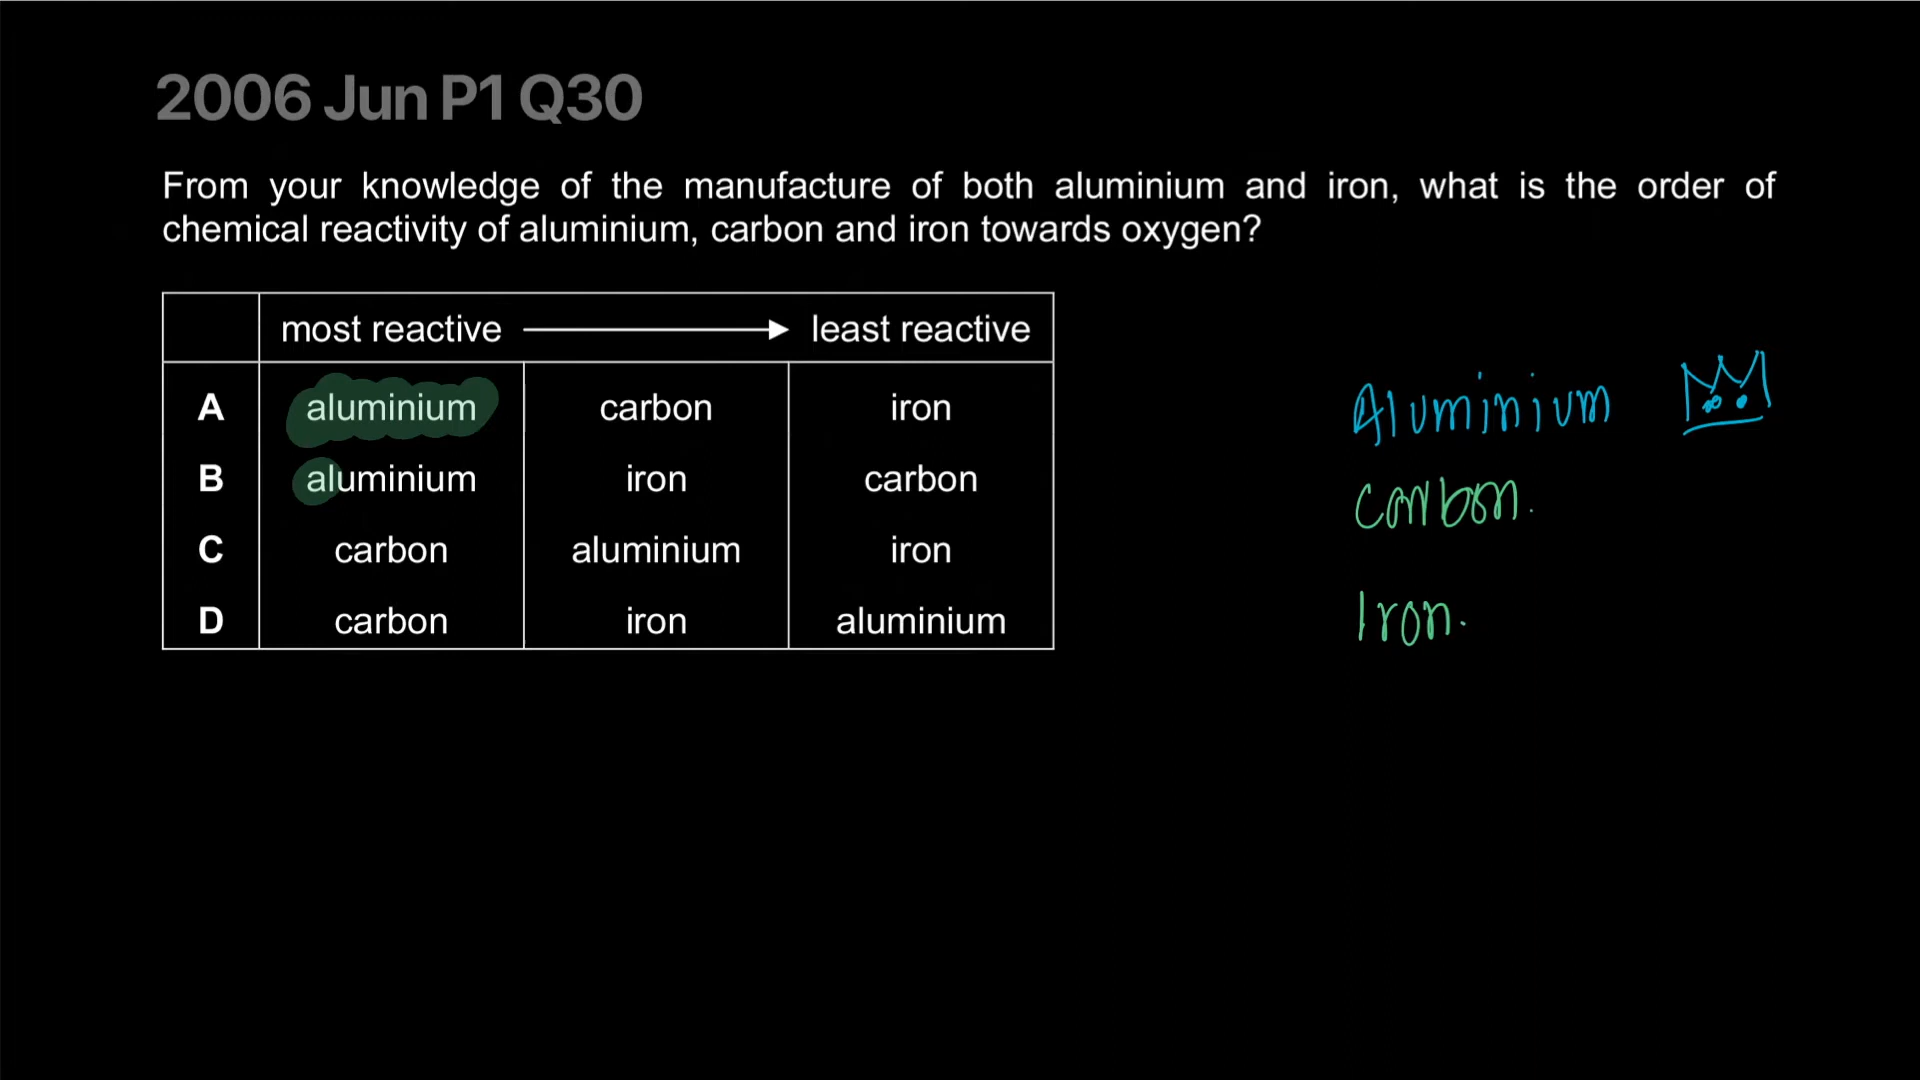 2006 Jun P1 Q30
From your knowledge of the manufacture of both aluminium and iron, what is the order of
chemical reactivity of aluminium, carbon and iron towards oxygen?
most reactive least reactive
A aluminium carbon iron
B aluminium iron carbon
C carbon aluminium iron
D carbon iron aluminium
Aluminium
Carbon.
Iron.